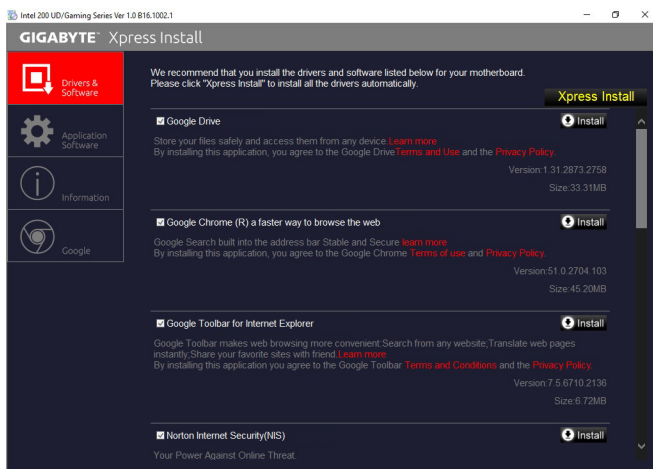 Intel 200 UD/Gaming Series Ver 1.0 B16.1002.1
GIGABYTE™ Xpress Install
Drivers &
Software
Application
Software
Information
Google
We recommend that you install the drivers and software listed below for your motherboard.
Please click "Xpress Install" to install all the drivers automatically.
Xpress Install
Google Drive
Install
Store your files safely and access them from any device.Learn more
By installing this application, you agree to the Google DriveTerms and Use and the Privacy Policy.
Version:1.31.2873.2758
Size:33.31MB
Google Chrome (R) a faster way to browse the web
Install
Google Search built into the address bar Stable and Secure learn more
By installing this application, you agree to the Google Chrome Terms of use and Privacy Policy.
Version:51.0.2704.103
Size:45.20MB
Google Toolbar for Internet Explorer
Install
Google Toolbar makes web browsing more convenient:Search from any website;Translate web pages
instantly;Share your favorite sites with friend.Learn more
By installing this application you agree to the Google Toolbar Terms and Conditions and the Privacy Policy.
Version:7.5.6710.2136
Size:6.72MB
Norton Internet Security(NIS)
Install
Your Power Against Online Threat.